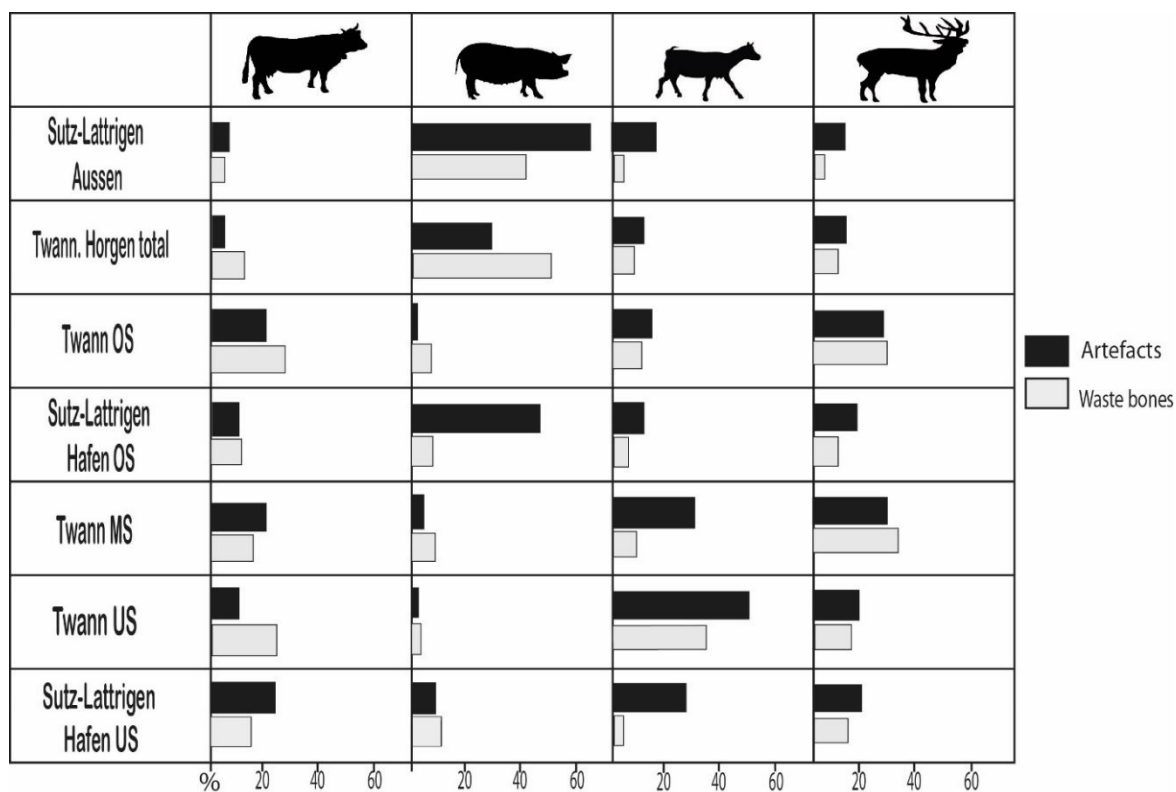 Sutz-Lattrigen
Aussen
Twann. Horgen total
Twann OS
Sutz-Lattrigen
Hafen OS
Twann MS
Twann US
Sutz-Lattrigen
Hafen US
% 20 40 60 20 40 60 20 40 60 20 40 60
Artefacts
Waste bones